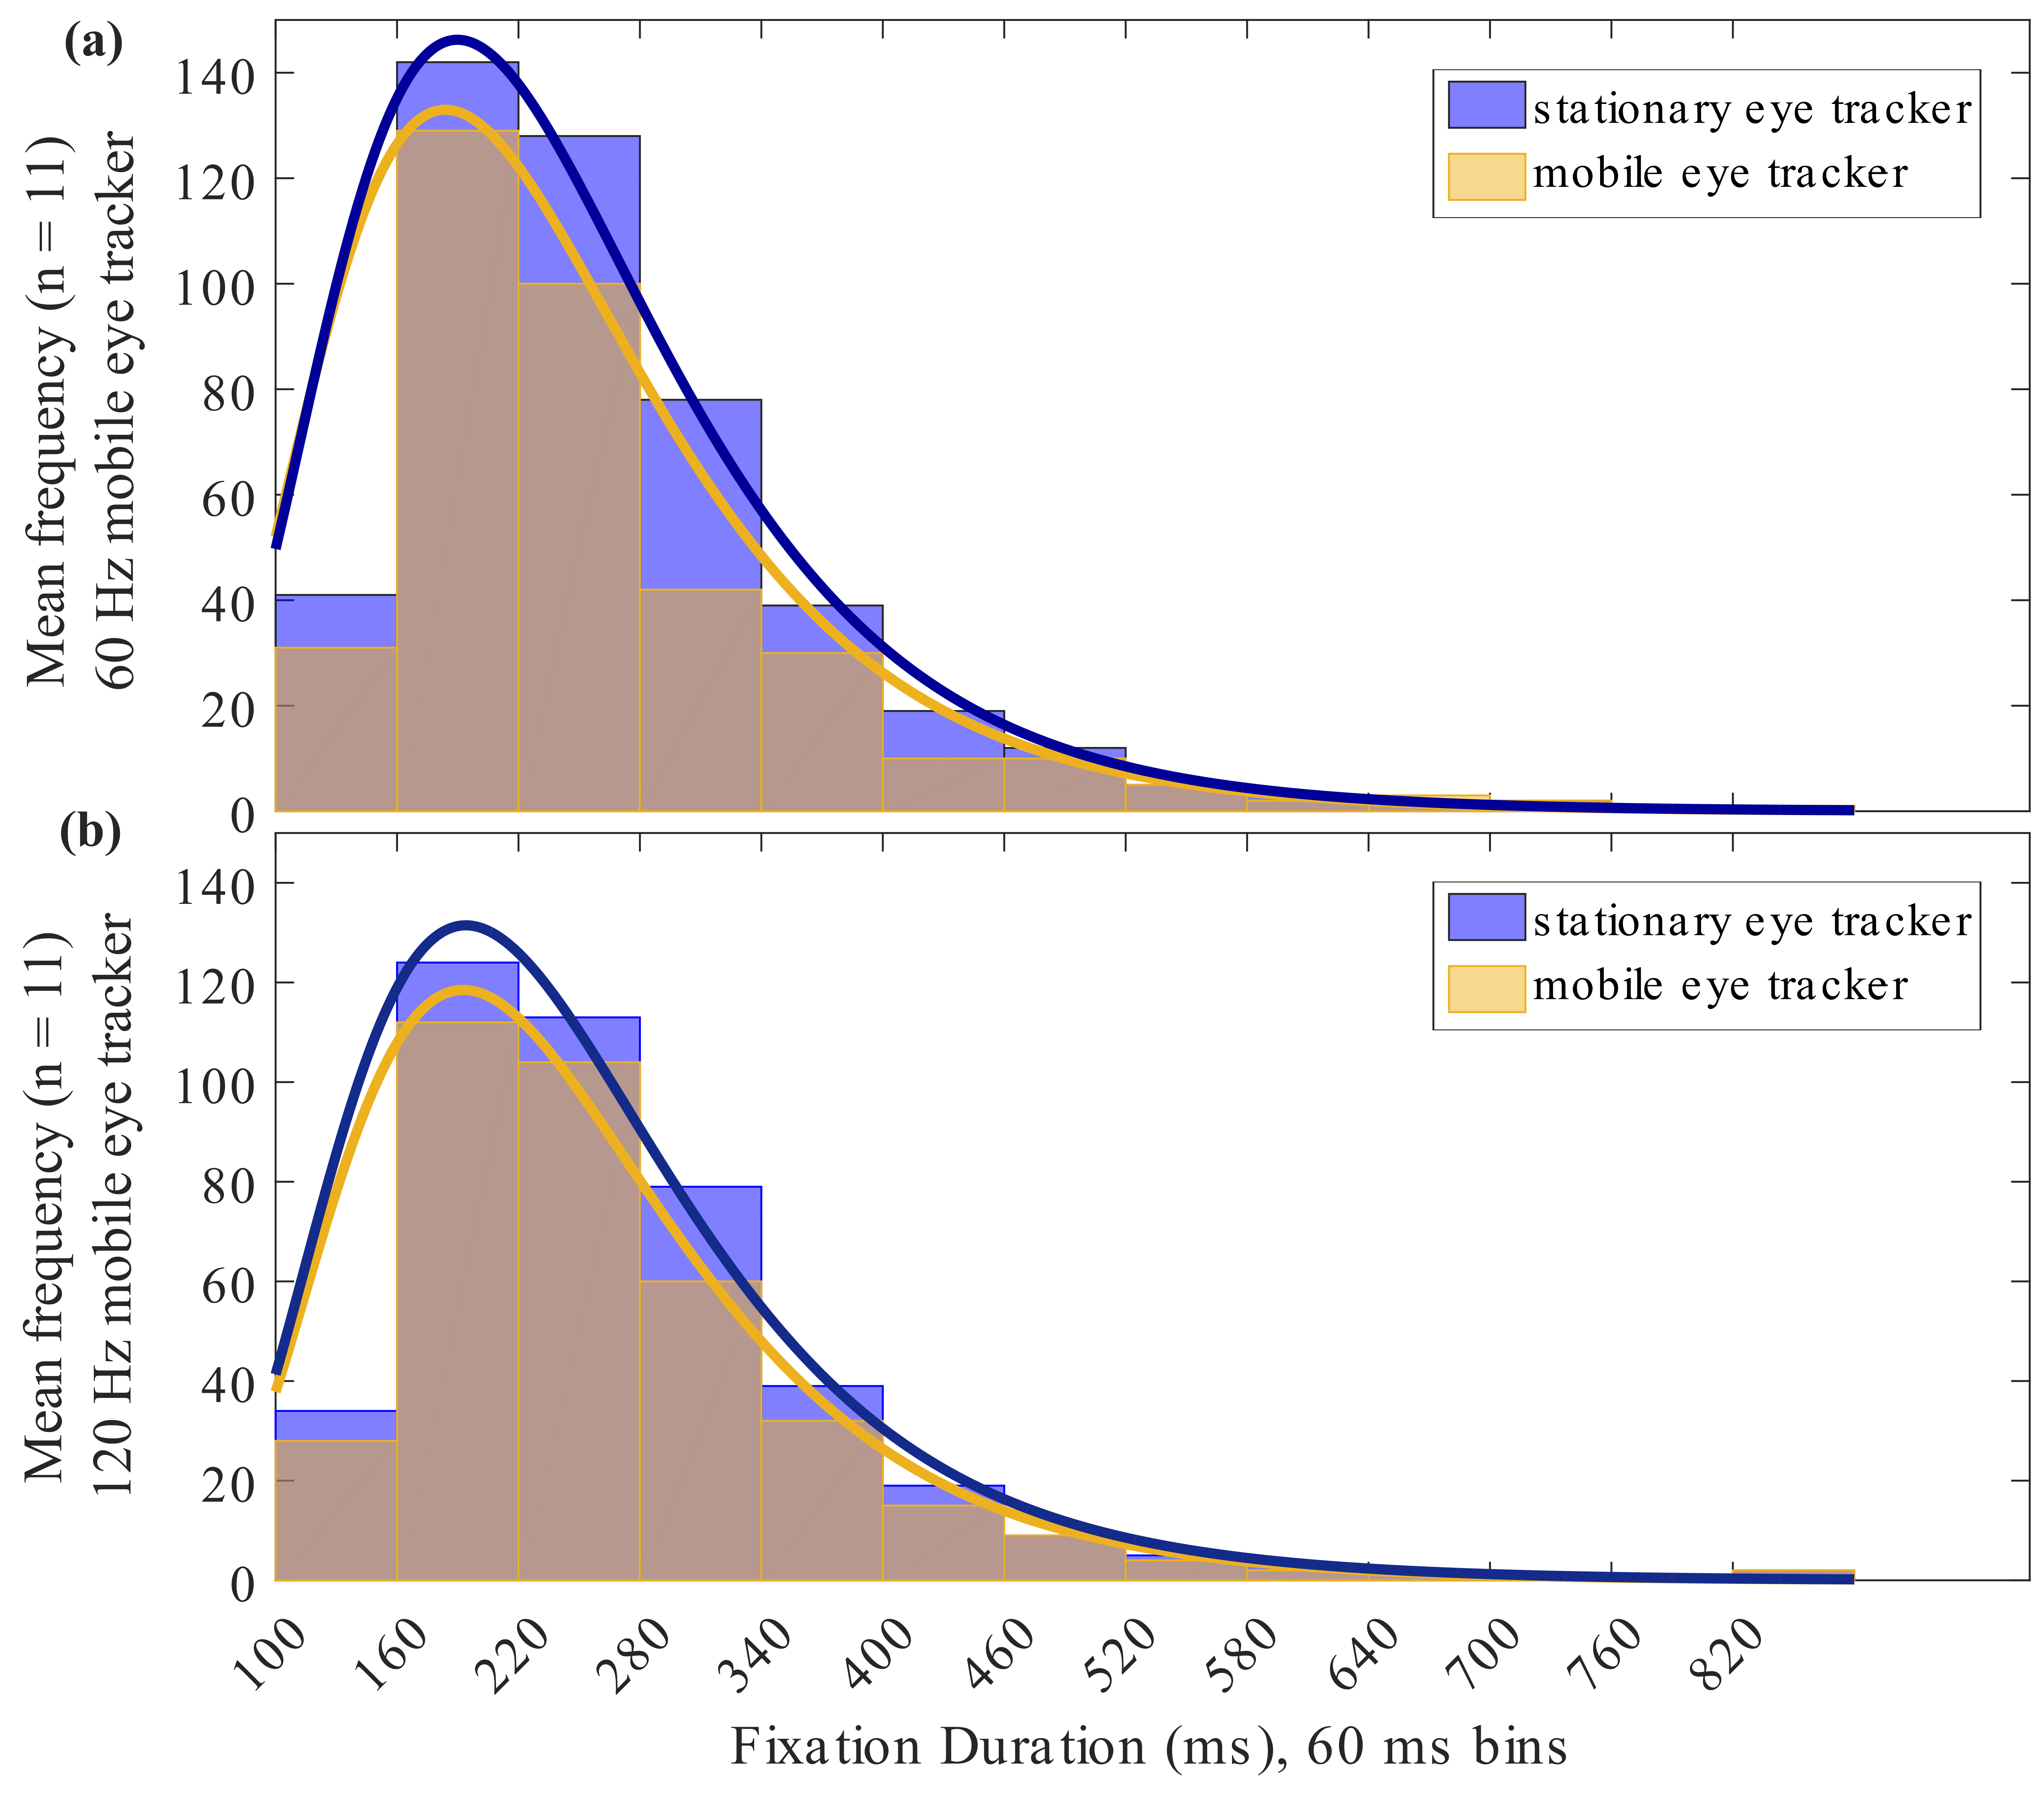 (a)
Mean frequency (n = 11)
60 Hz mobile eye tracker
140
120
100
80
60
40
20
0
stationary eye tracker
mobile eye tracker
(b)
Mean frequency (n = 11)
120 Hz mobile eye tracker
140
120
100
80
60
40
20
0
stationary eye tracker
mobile eye tracker
100 160 220 280 340 400 460 520 580 640 700 760 820
Fixation Duration (ms), 60 ms bins